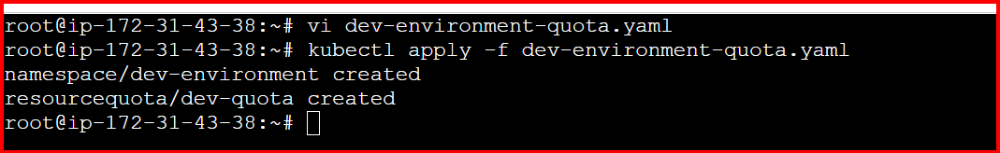 root@ip-172-31-43-38:~# vi dev-environment-quota.yaml
root@ip-172-31-43-38:~# kubectl apply -f dev-environment-quota.yaml
namespace/dev-environment created
resourcequota/dev-quota created
root@ip-172-31-43-38:~#